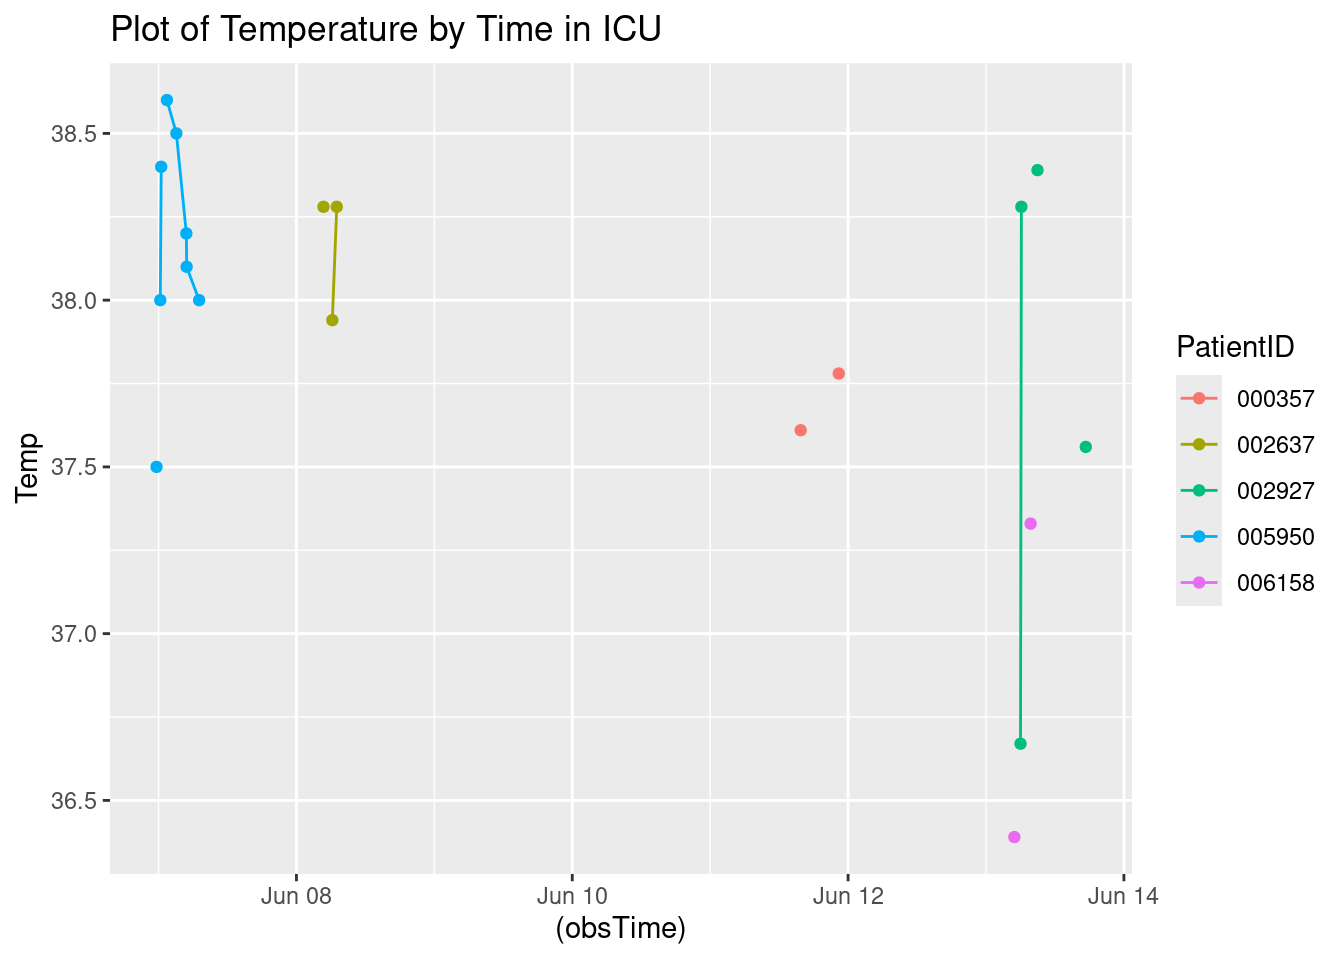 Plot of Temperature by Time in ICU
38.5
38.0
37.5
37.0
36.5
Temp
Jun 08
Jun 10
Jun 12
Jun 14
(obsTime)
PatientID
000357
002637
002927
005950
006158